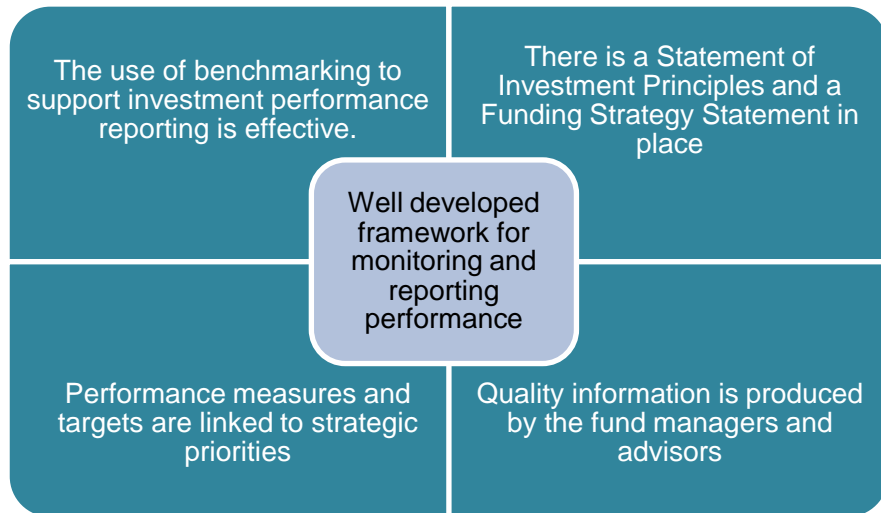 The use of benchmarking to
support investment performance
reporting is effective.
There is a Statement of
Investment Principles and a
Funding Strategy Statement in
place
Well developed
framework for
monitoring and
reporting
performance
Performance measures and
targets are linked to strategic
priorities
Quality information is produced
by the fund managers and
advisors